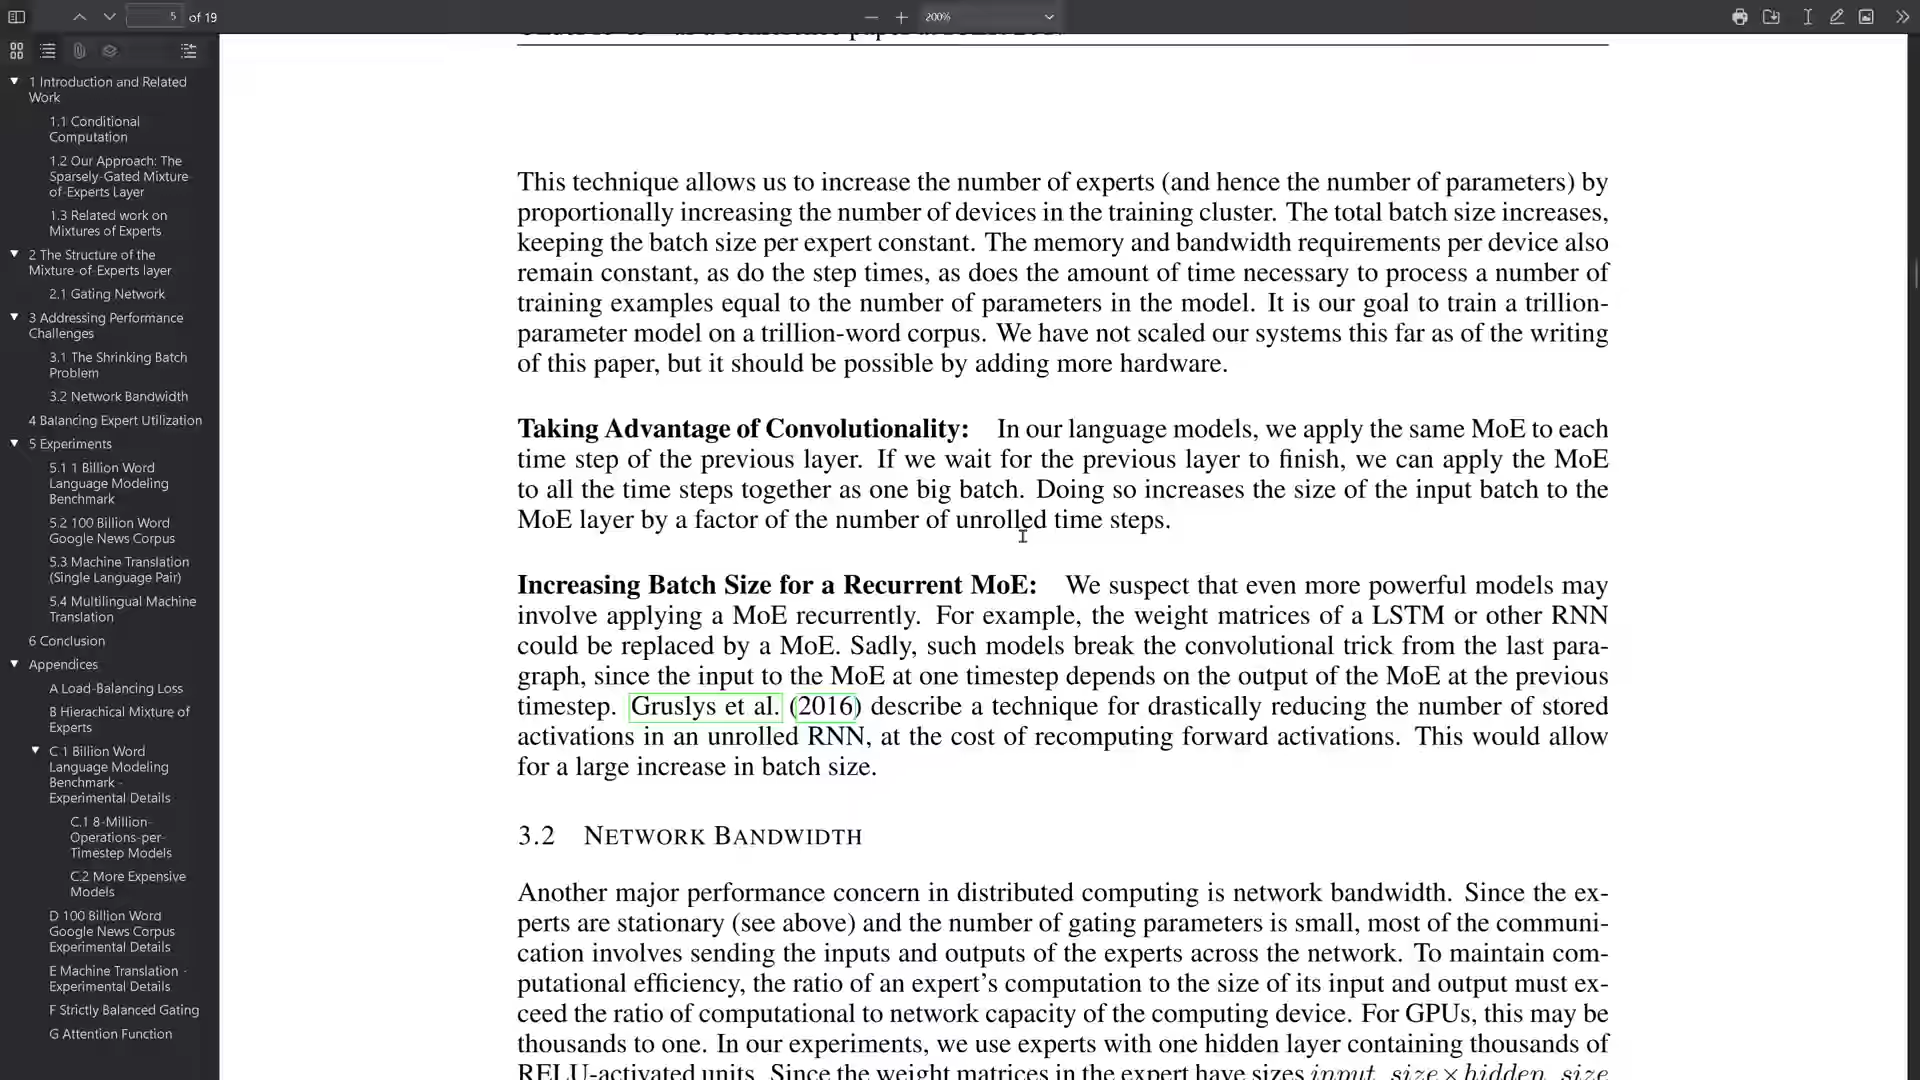 5 of 19
200%
1 Introduction and Related
Work
1.1 Conditional
Computation
1.2 Our Approach: The
Sparsely-Gated Mixture
-of-Experts Layer
1.3 Related work on
Mixtures of Experts
2 The Structure of the
Mixture-of-Experts layer
2.1 Gating Network
3 Addressing Performance
Challenges
3.1 The Shrinking Batch
Problem
3.2 Network Bandwidth
4 Balancing Expert Utilization
5 Experiments
5.1 1 Billion Word
Language Modeling
Benchmark
5.2 100 Billion Word
Google News Corpus
5.3 Machine Translation
(Single Language Pair)
5.4 Multilingual Machine
Translation
6 Conclusion
Appendices
A Load-Balancing Loss
B Hierachical Mixture of
Experts
C 1 Billion Word
Language Modeling
Benchmark -
Experimental Details
C.1 8-Million-
Operations-per-
Timestep Models
C.2 More Expensive
Models
D 100 Billion Word
Google News Corpus
Experimental Details
E Machine Translation -
Experimental Details
F Strictly Balanced Gating
G Attention Function
This technique allows us to increase the number of experts (and hence the number of parameters) by
proportionally increasing the number of devices in the training cluster. The total batch size increases,
keeping the batch size per expert constant. The memory and bandwidth requirements per device also
remain constant, as do the step times, as does the amount of time necessary to process a number of
training examples equal to the number of parameters in the model. It is our goal to train a trillion-
parameter model on a trillion-word corpus. We have not scaled our systems this far as of the writing
of this paper, but it should be possible by adding more hardware.
Taking Advantage of Convolutionality: In our language models, we apply the same MoE to each
time step of the previous layer. If we wait for the previous layer to finish, we can apply the MoE
to all the time steps together as one big batch. Doing so increases the size of the input batch to the
MoE layer by a factor of the number of unrolled time steps.
Increasing Batch Size for a Recurrent MoE: We suspect that even more powerful models may
involve applying a MoE recurrently. For example, the weight matrices of a LSTM or other RNN
could be replaced by a MoE. Sadly, such models break the convolutional trick from the last para-
graph, since the input to the MoE at one timestep depends on the output of the MoE at the previous
timestep. Gruslys et al. (2016) describe a technique for drastically reducing the number of stored
activations in an unrolled RNN, at the cost of recomputing forward activations. This would allow
for a large increase in batch size.
3.2 NETWORK BANDWIDTH
Another major performance concern in distributed computing is network bandwidth. Since the ex-
perts are stationary (see above) and the number of gating parameters is small, most of the communi-
cation involves sending the inputs and outputs of the experts across the network. To maintain com-
putational efficiency, the ratio of an expert's computation to the size of its input and output must ex-
ceed the ratio of computational to network capacity of the computing device. For GPUs, this may be
thousands to one. In our experiments, we use experts with one hidden layer containing thousands of
RELU-activated units. Since the weight matrices in the expert have sizes input_size×hidden_size